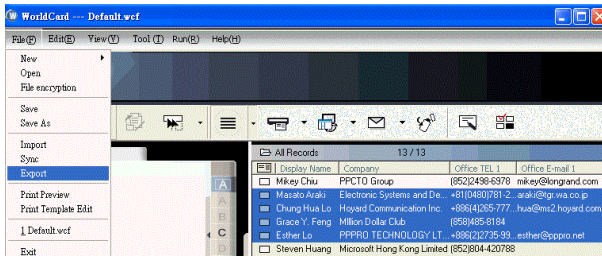 WorldCard --- Default.wcf
File(F) Edit(E) View(V) Tool (T) Run(R) Help(H)
New
Open
File encryption
Save
Save As
Import
Sync
Export
Print Preview
Print Template Edit
1 Default.wcf
Exit
All Records 13 / 13
Display Name Company Office TEL 1 Office E-mail 1
Mikey Chiu PPCTO Group (852)2498-6978 mikey@longrand.com
Masato Araki Electronic Systems and De... +81(0480)781-2... araki@tgr.wa.co.jp
Chung Hua Lo Hoyard Communication Inc. +886(4)265-777... hua@ms2.hoyard.com
Grace Y. Feng Million Dollar Club (858)485-8184
Esther Lo PPPRO TECHNOLOGY LT... +886(2)2735-99... esther@pppro.net
Steven Huang Microsoft Hong Kong Limited (852)804-420788
A
B
C
D